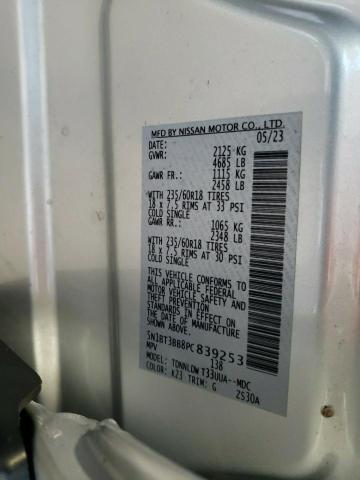 MFD BY NISSAN MOTOR CO., LTD.
DATE: 05/23
GVWR: 2125 KG
4685 LB
GAWR FR.: 1115 KG
2458 LB
WITH 235/60R18 TIRES
18 x 7.5 RIMS AT 33 PSI
COLD SINGLE
GAWR RR.: 1065 KG
2348 LB
WITH 235/60R18 TIRES
18 x 7.5 RIMS AT 30 PSI
COLD SINGLE
THIS VEHICLE CONFORMS TO
ALL APPLICABLE FEDERAL
MOTOR VEHICLE SAFETY AND
THEFT PREVENTION STANDARDS
IN EFFECT ON THE DATE OF
MANUFACTURE SHOWN ABOVE.
5N1BT3BB8PC839253
MPV 138
MODEL: TDNNLDW T33UUA--MDC
COLOR: K23 TRIM: G
ZS30A